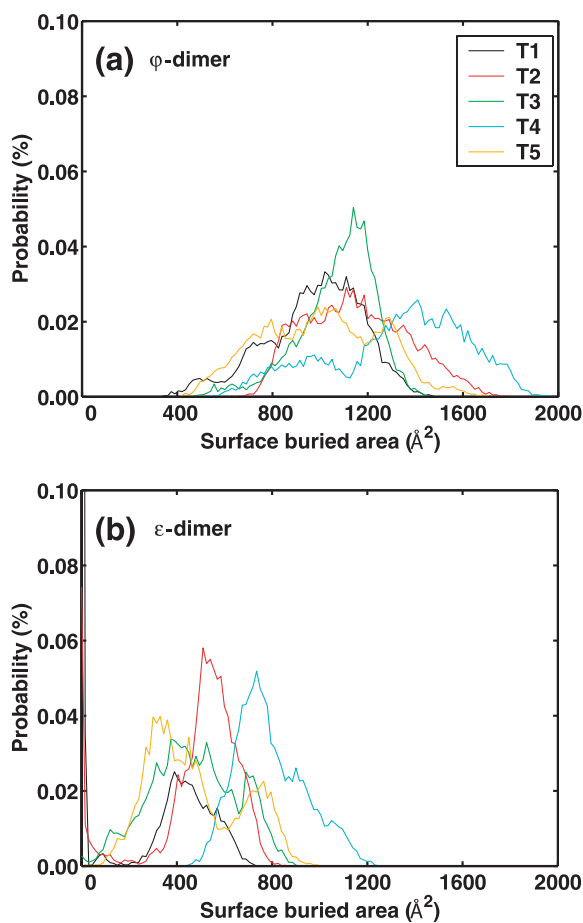 0.10
(a) φ-dimer
T1
T2
T3
T4
T5
0.08
0.06
0.04
0.02
0.00
Probability (%)
0 400 800 1200 1600 2000
Surface buried area (Å²)
0.10
(b) ε-dimer
0.08
0.06
0.04
0.02
0.00
Probability (%)
0 400 800 1200 1600 2000
Surface buried area (Å²)